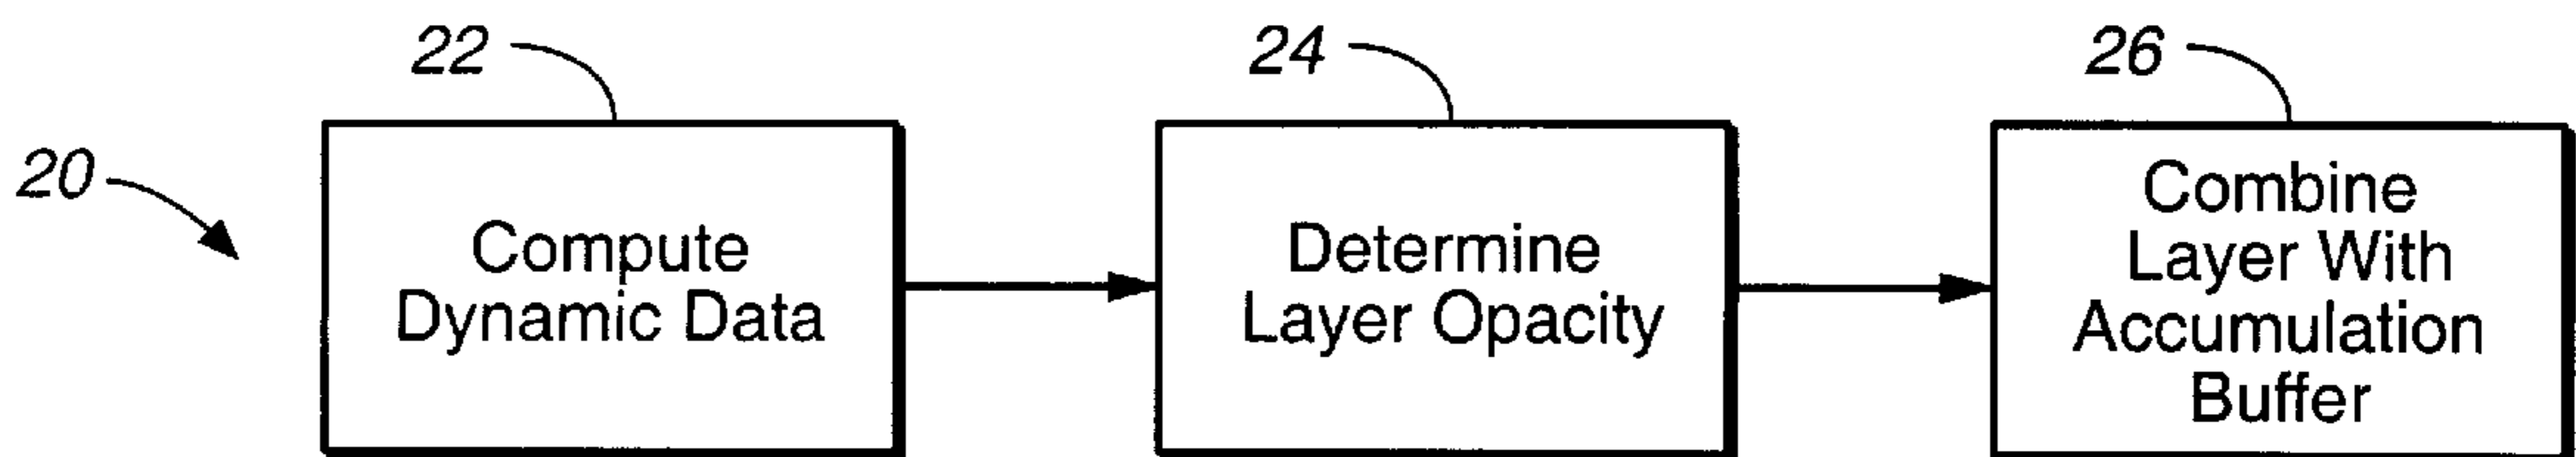 22
24
26
20
Compute
Dynamic Data
Determine
Layer Opacity
Combine
Layer With
Accumulation
Buffer